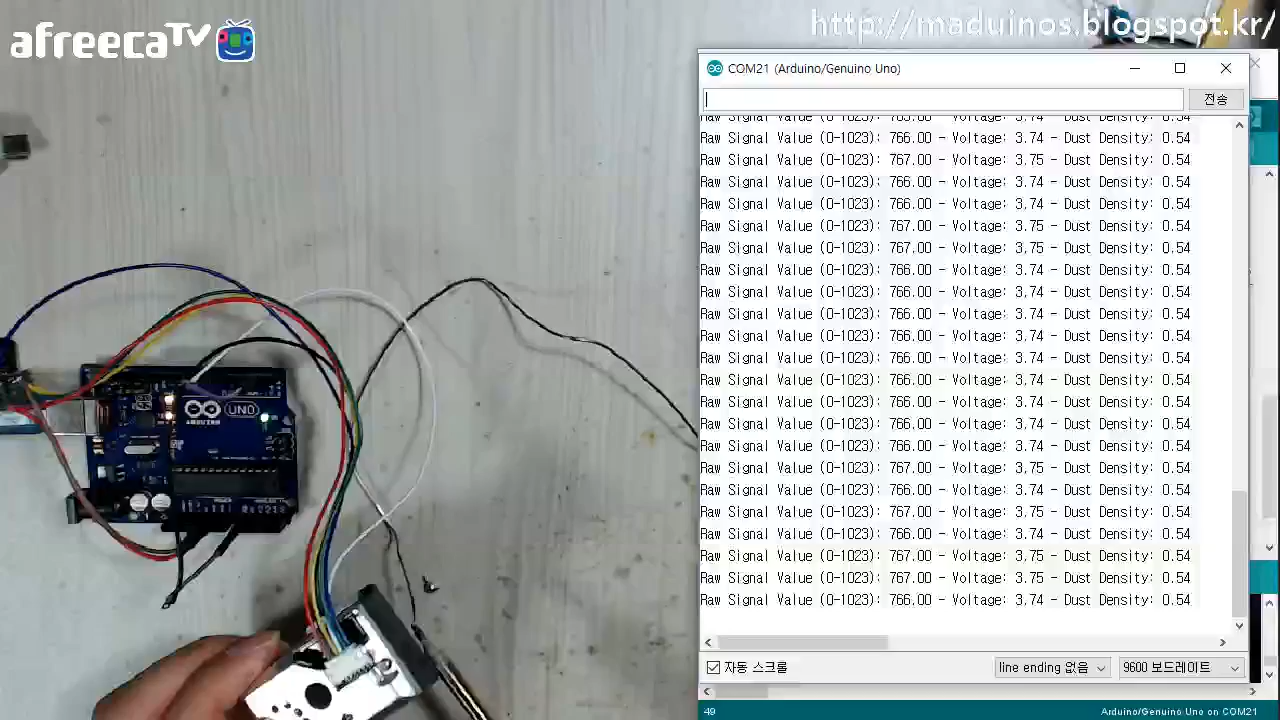 afreecaTV
http://aduinos.blogspot.kr/
COM21 (Arduino/Genuino Uno)
전송
Raw Signal Value (0-1023): 766.00 - Voltage: 3.74 - Dust Density: 0.54
Raw Signal Value (0-1023): 767.00 - Voltage: 3.75 - Dust Density: 0.54
Raw Signal Value (0-1023): 766.00 - Voltage: 3.74 - Dust Density: 0.54
Raw Signal Value (0-1023): 766.00 - Voltage: 3.74 - Dust Density: 0.54
Raw Signal Value (0-1023): 767.00 - Voltage: 3.75 - Dust Density: 0.54
Raw Signal Value (0-1023): 767.00 - Voltage: 3.75 - Dust Density: 0.54
Raw Signal Value (0-1023): 766.00 - Voltage: 3.74 - Dust Density: 0.54
Raw Signal Value (0-1023): 766.00 - Voltage: 3.74 - Dust Density: 0.54
Raw Signal Value (0-1023): 766.00 - Voltage: 3.74 - Dust Density: 0.54
Raw Signal Value (0-1023): 766.00 - Voltage: 3.74 - Dust Density: 0.54
Raw Signal Value (0-1023): 766.00 - Voltage: 3.74 - Dust Density: 0.54
Raw Signal Value (0-1023): 766.00 - Voltage: 3.74 - Dust Density: 0.54
Raw Signal Value (0-1023): 767.00 - Voltage: 3.75 - Dust Density: 0.54
Raw Signal Value (0-1023): 766.00 - Voltage: 3.74 - Dust Density: 0.54
Raw Signal Value (0-1023): 766.00 - Voltage: 3.74 - Dust Density: 0.54
Raw Signal Value (0-1023): 767.00 - Voltage: 3.75 - Dust Density: 0.54
Raw Signal Value (0-1023): 766.00 - Voltage: 3.74 - Dust Density: 0.54
Raw Signal Value (0-1023): 767.00 - Voltage: 3.75 - Dust Density: 0.54
Raw Signal Value (0-1023): 766.00 - Voltage: 3.74 - Dust Density: 0.54
Raw Signal Value (0-1023): 767.00 - Voltage: 3.75 - Dust Density: 0.54
Raw Signal Value (0-1023): 767.00 - Voltage: 3.75 - Dust Density: 0.54
Raw Signal Value (0-1023): 766.00 - Voltage: 3.74 - Dust Density: 0.54
자동 스크롤
line ending 없음
9600 보드레이트
49
Arduino/Genuino Uno on COM21
UNO
ARDUINO